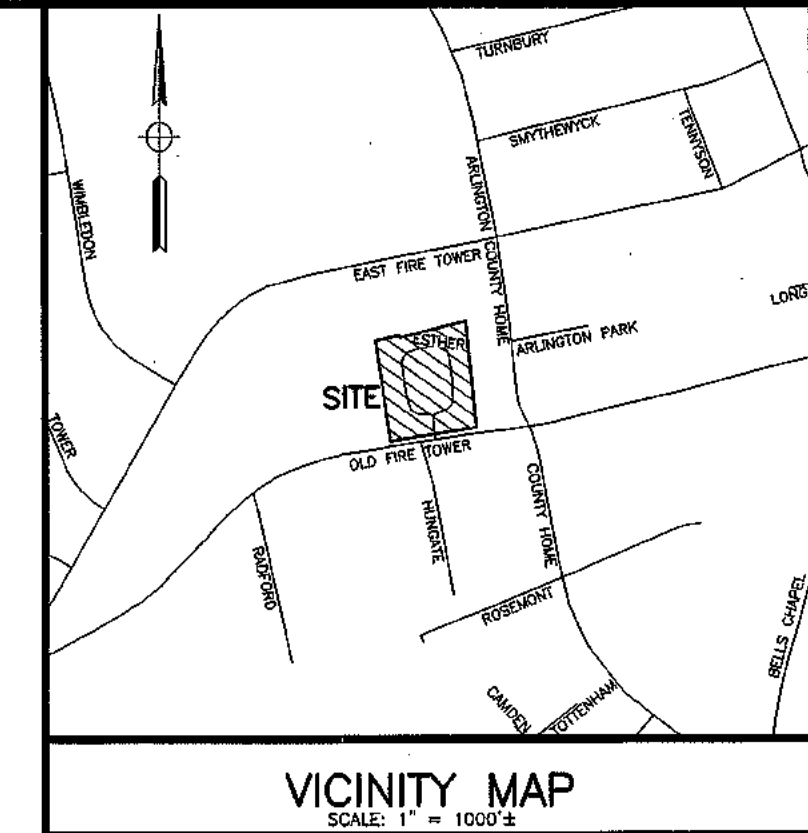 TURNBURY
SMYTHEWYCK
TENNYSON
WIMBLEDON
ARLINGTON
COUNTY HOME
EAST FIRE TOWER
LONG
ARLINGTON PARK
ESTHER
SITE
TOWER
OLD FIRE TOWER
HUNGATE
COUNTY HOME
RADFORD
ROSEMONT
BELLS CHAPEL
CAMDEN
TOTTENHAM
VICINITY MAP
SCALE: 1" = 1000'±